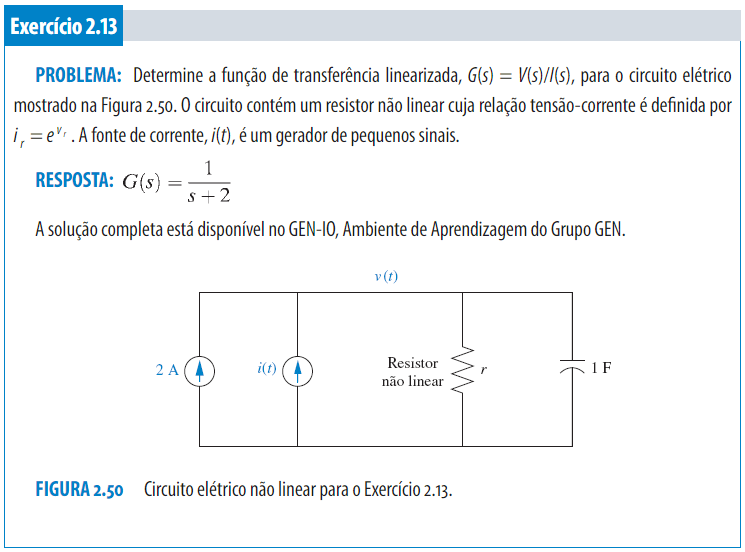 Exercício 2.13
PROBLEMA: Determine a função de transferência linearizada, G(s) = V(s)/I(s), para o circuito elétrico
mostrado na Figura 2.50. O circuito contém um resistor não linear cuja relação tensão-corrente é definida por
i_r = e^{v_r}. A fonte de corrente, i(t), é um gerador de pequenos sinais.
RESPOSTA: G(s) = 1/(s + 2)
A solução completa está disponível no GEN-IO, Ambiente de Aprendizagem do Grupo GEN.
v(t)
2 A
i(t)
Resistor
não linear
r
1 F
FIGURA 2.50 Circuito elétrico não linear para o Exercício 2.13.